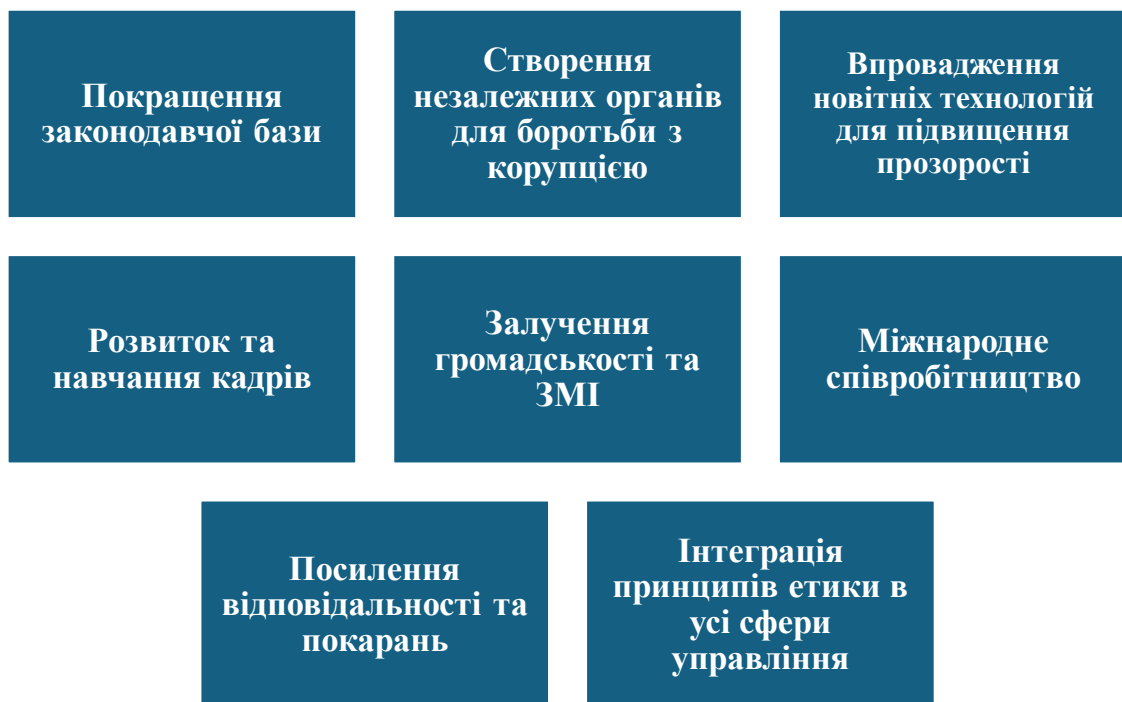 Покращення
законодавчої бази
Створення
незалежних органів
для боротьби з
корупцією
Впровадження
новітніх технологій
для підвищення
прозорості
Розвиток та
навчання кадрів
Залучення
громадськості та
ЗМІ
Міжнародне
співробітництво
Посилення
відповідальності та
покарань
Інтеграція
принципів етики в
усі сфери
управління